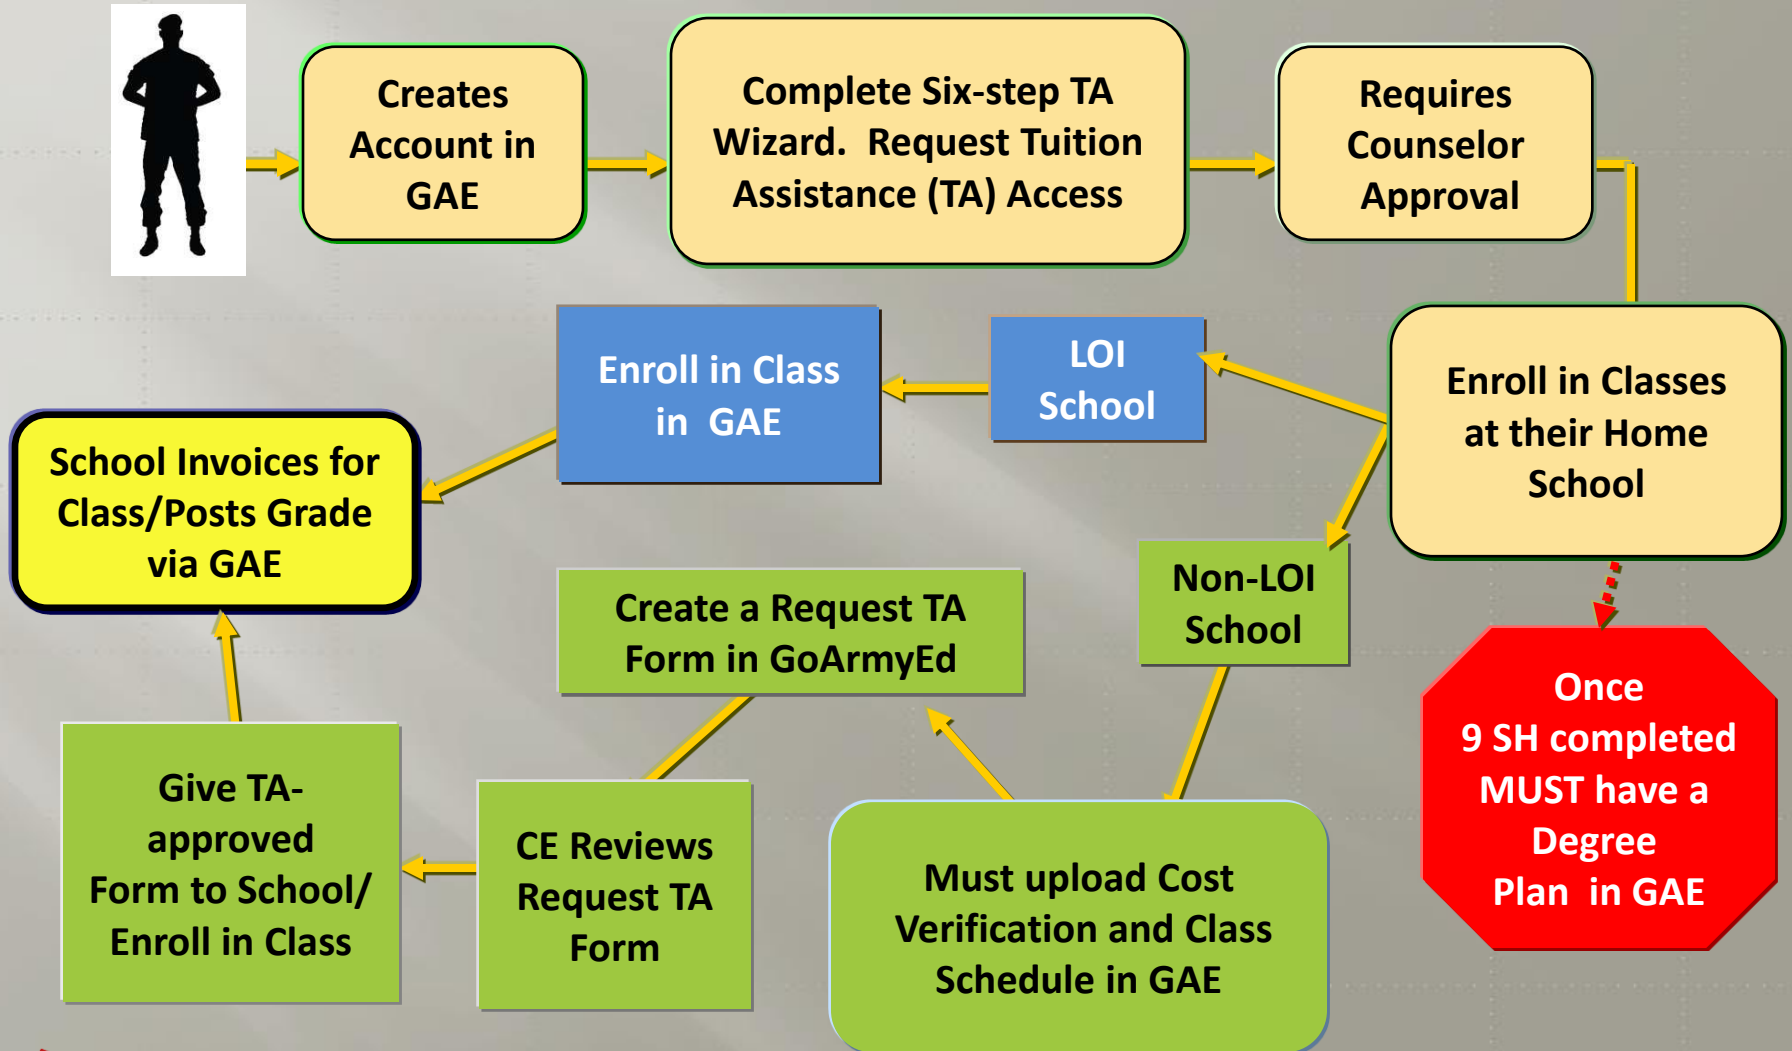 Creates
Account in
GAE
Complete Six-step TA
Wizard.  Request Tuition
Assistance (TA) Access
Requires
Counselor
Approval
Enroll in Classes
at their Home
School
LOI
School
Enroll in Class
in  GAE
School Invoices for
Class/Posts Grade
via GAE
Non-LOI
School
Must upload Cost
Verification and Class
Schedule in GAE
Create a Request TA
Form in GoArmyEd
CE Reviews
Request TA
Form
Give TA-
approved
Form to School/
Enroll in Class
Once
9 SH completed
MUST have a
Degree
Plan  in GAE